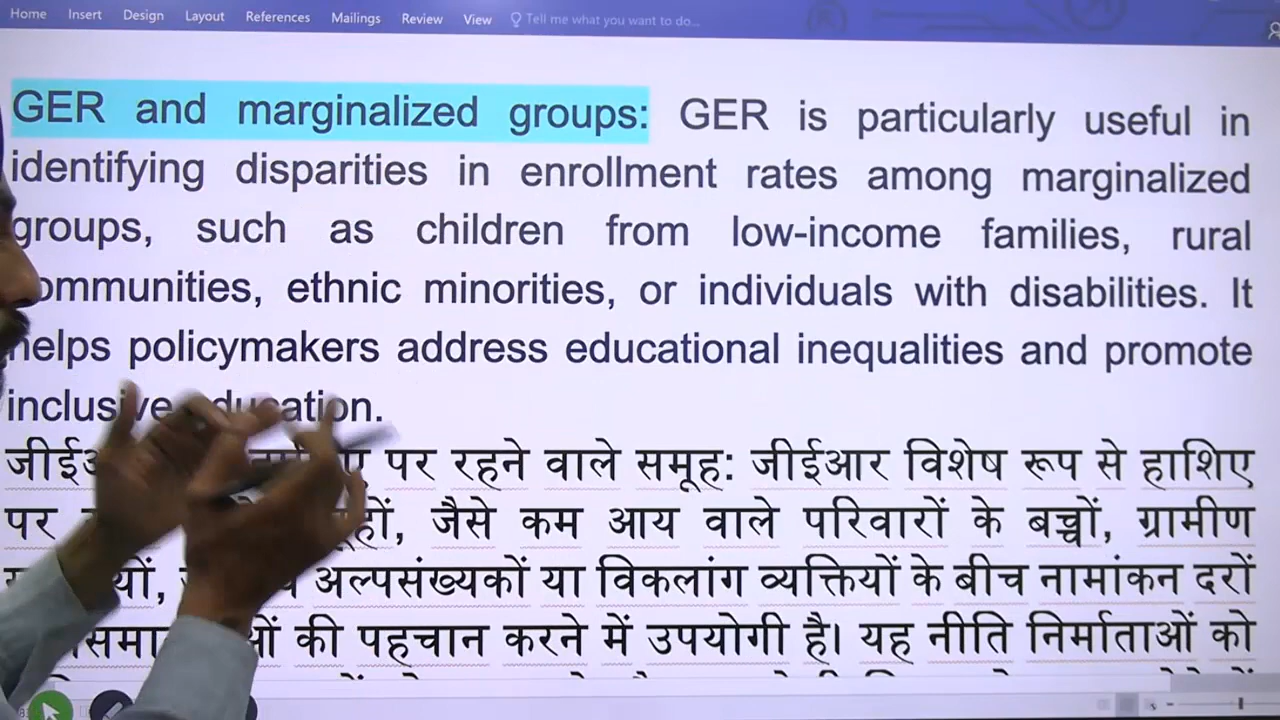 Home Insert Design Layout References Mailings Review View Tell me what you want to do...
GER and marginalized groups: GER is particularly useful in
identifying disparities in enrollment rates among marginalized
groups, such as children from low-income families, rural
communities, ethnic minorities, or individuals with disabilities. It
helps policymakers address educational inequalities and promote
inclusive education.
पर रहने वाले समूह: जीईआर विशेष रूप से हाशिए
पर जैसे कम आय वाले परिवारों के बच्चों, ग्रामीण
अल्पसंख्यकों या विकलांग व्यक्तियों के बीच नामांकन दरों
की पहचान करने में उपयोगी है। यह नीति निर्माताओं को